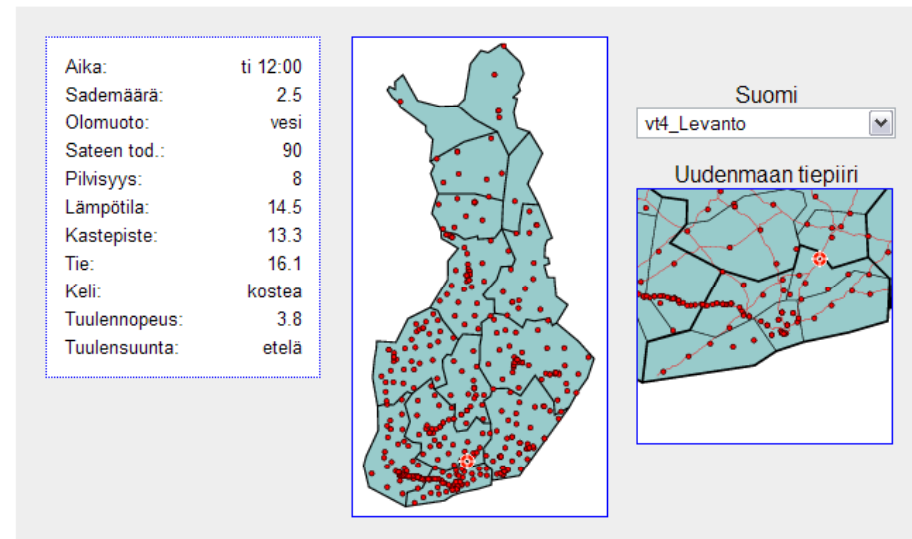 Aika: ti 12:00
Sademäärä: 2.5
Olomuoto: vesi
Sateen tod.: 90
Pilvisyys: 8
Lämpötila: 14.5
Kastepiste: 13.3
Tie: 16.1
Keli: kostea
Tuulennopeus: 3.8
Tuulensuunta: etelä
Suomi
vt4_Levanto
Uudenmaan tiepiiri